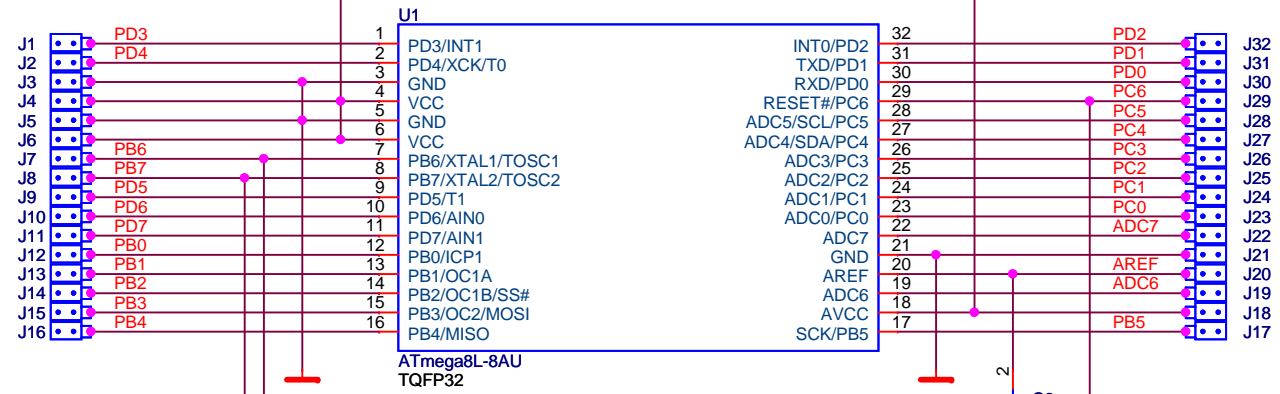 U1
J1 PD3 1 PD3/INT1 INT0/PD2 32 PD2 J32
J2 PD4 2 PD4/XCK/T0 TXD/PD1 31 PD1 J31
J3 3 GND RXD/PD0 30 PD0 J30
J4 4 VCC RESET#/PC6 29 PC6 J29
J5 5 GND ADC5/SCL/PC5 28 PC5 J28
J6 6 VCC ADC4/SDA/PC4 27 PC4 J27
J7 PB6 7 PB6/XTAL1/TOSC1 ADC3/PC3 26 PC3 J26
J8 PB7 8 PB7/XTAL2/TOSC2 ADC2/PC2 25 PC2 J25
J9 PD5 9 PD5/T1 ADC1/PC1 24 PC1 J24
J10 PD6 10 PD6/AIN0 ADC0/PC0 23 PC0 J23
J11 PD7 11 PD7/AIN1 ADC7 22 ADC7 J22
J12 PB0 12 PB0/ICP1 GND 21 J21
J13 PB1 13 PB1/OC1A AREF 20 AREF J20
J14 PB2 14 PB2/OC1B/SS# ADC6 19 ADC6 J19
J15 PB3 15 PB3/OC2/MOSI AVCC 18 J18
J16 PB4 16 PB4/MISO SCK/PB5 17 PB5 J17
ATmega8L-8AU
TQFP32
2